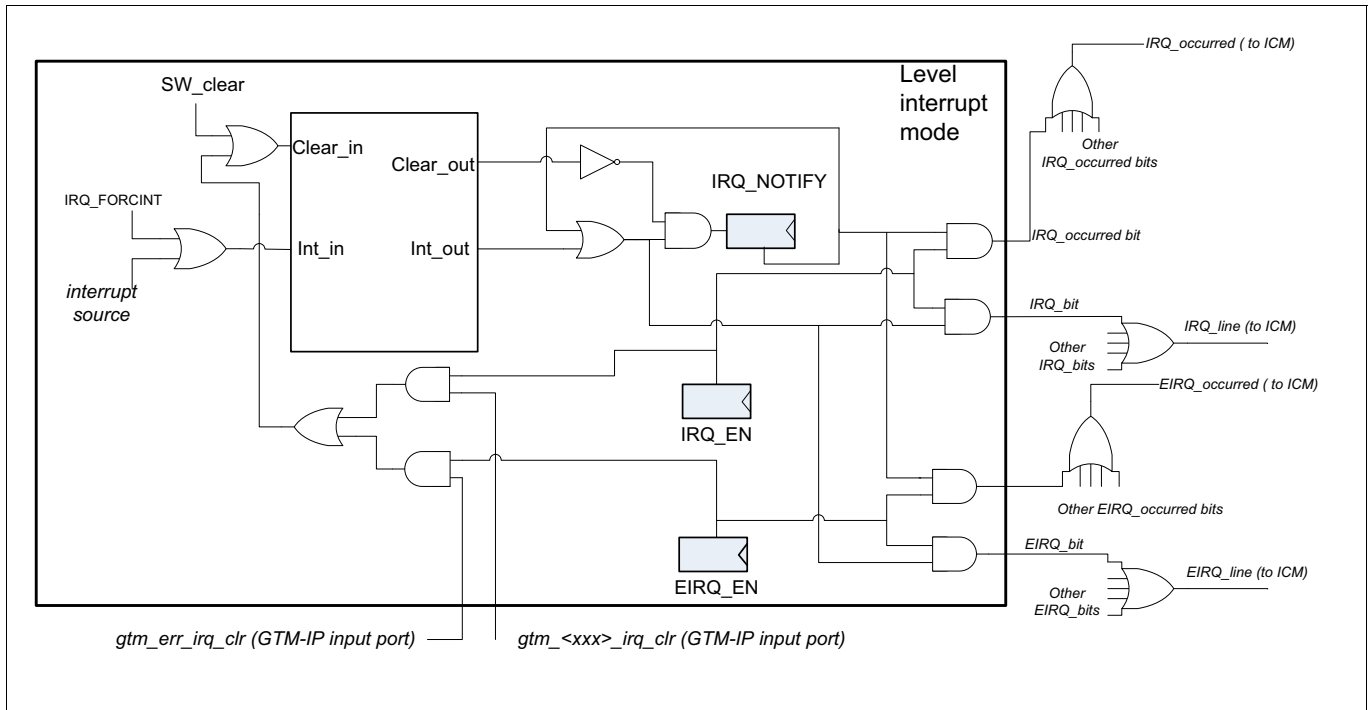 IRQ_occurred ( to ICM)
Level
interrupt
mode
SW_clear
Other
IRQ_occurred bits
Clear_in
Clear_out
IRQ_NOTIFY
IRQ_FORCINT
IRQ_occurred bit
Int_in
Int_out
interrupt
source
IRQ_bit
IRQ_line (to ICM)
Other
IRQ_bits
EIRQ_occurred ( to ICM)
IRQ_EN
Other EIRQ_occurred bits
EIRQ_bit
EIRQ_line (to ICM)
EIRQ_EN
Other
EIRQ_bits
gtm_err_irq_clr (GTM-IP input port)
gtm_<xxx>_irq_clr (GTM-IP input port)